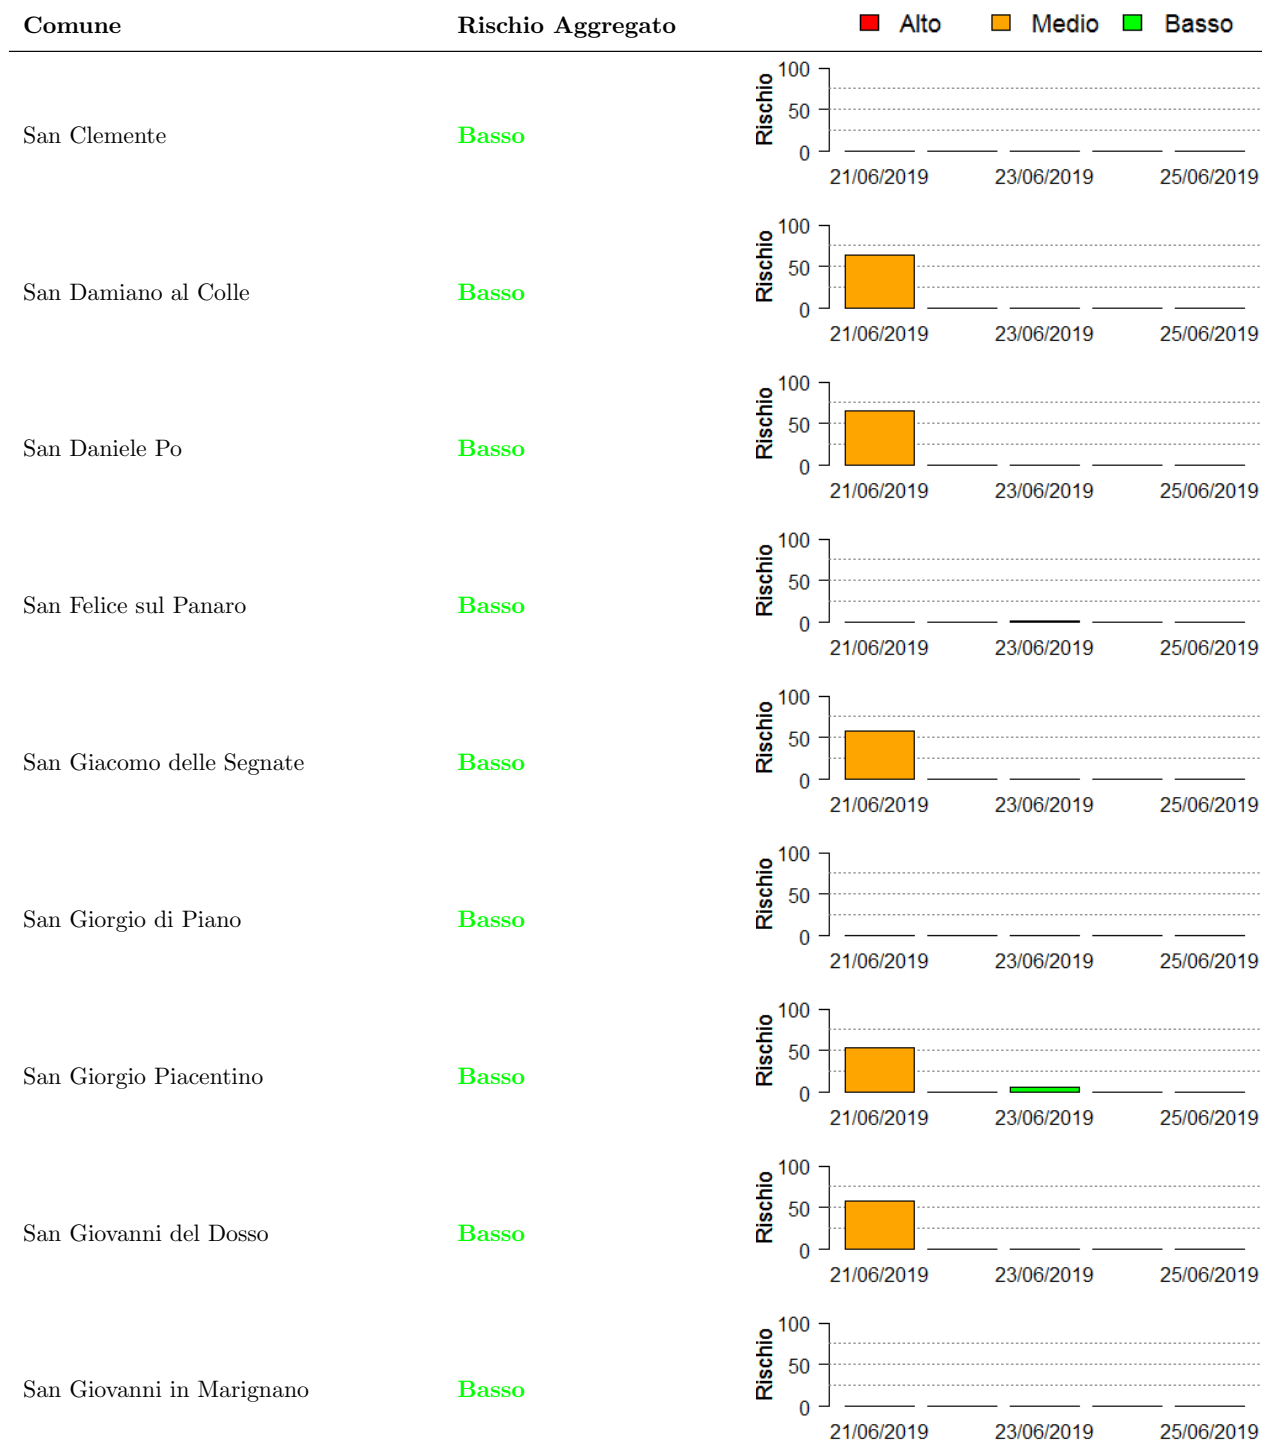 Comune Rischio Aggregato Alto Medio Basso
San Clemente Basso
Rischio
100
50
0
21/06/2019 23/06/2019 25/06/2019
San Damiano al Colle Basso
Rischio
100
50
0
21/06/2019 23/06/2019 25/06/2019
San Daniele Po Basso
Rischio
100
50
0
21/06/2019 23/06/2019 25/06/2019
San Felice sul Panaro Basso
Rischio
100
50
0
21/06/2019 23/06/2019 25/06/2019
San Giacomo delle Segnate Basso
Rischio
100
50
0
21/06/2019 23/06/2019 25/06/2019
San Giorgio di Piano Basso
Rischio
100
50
0
21/06/2019 23/06/2019 25/06/2019
San Giorgio Piacentino Basso
Rischio
100
50
0
21/06/2019 23/06/2019 25/06/2019
San Giovanni del Dosso Basso
Rischio
100
50
0
21/06/2019 23/06/2019 25/06/2019
San Giovanni in Marignano Basso
Rischio
100
50
0
21/06/2019 23/06/2019 25/06/2019